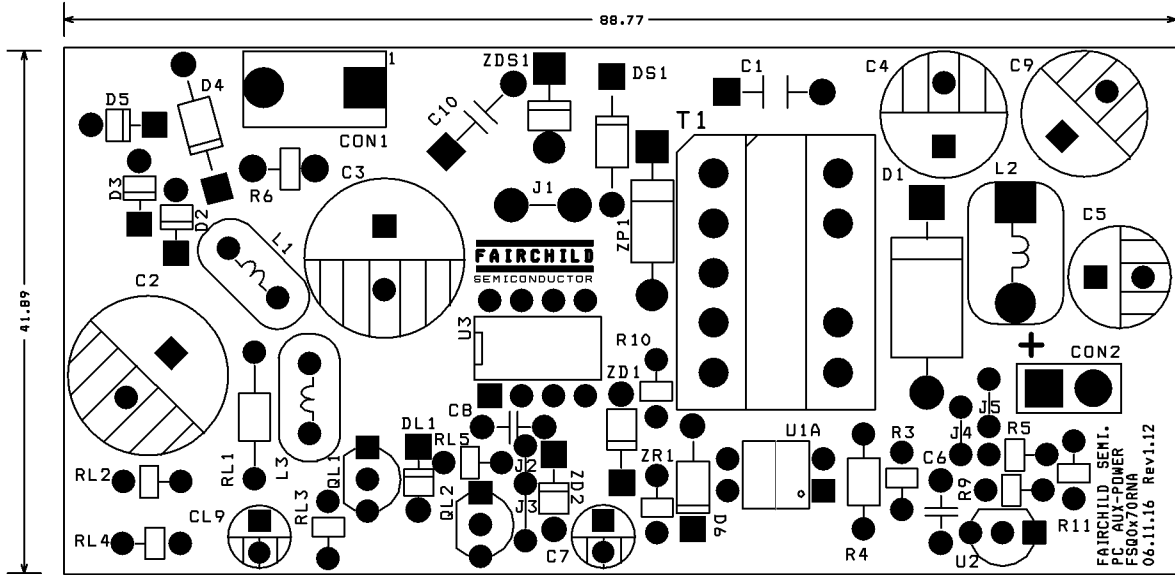 88.77
41.89
D5
D4
1
CON1
ZDS1
C10
DS1
C1
C4
C9
T1
D3
D2
R6
C3
J1
ZP1
D1
L2
C5
L1
FAIRCHILD
SEMICONDUCTOR
C2
U3
R10
ZD1
+
CON2
C8
DL1
RL5
J2
J3
ZD2
ZR1
D6
U1A
R4
R3
C6
J4
J5
R5
R9
R11
U2
RL1
L3
QL1
QL2
RL2
RL3
RL4
CL9
C7
FAIRCHILD SEMI.
PC AUX-POWER
FSQ0x70RNA
06.11.16 Rev1.12